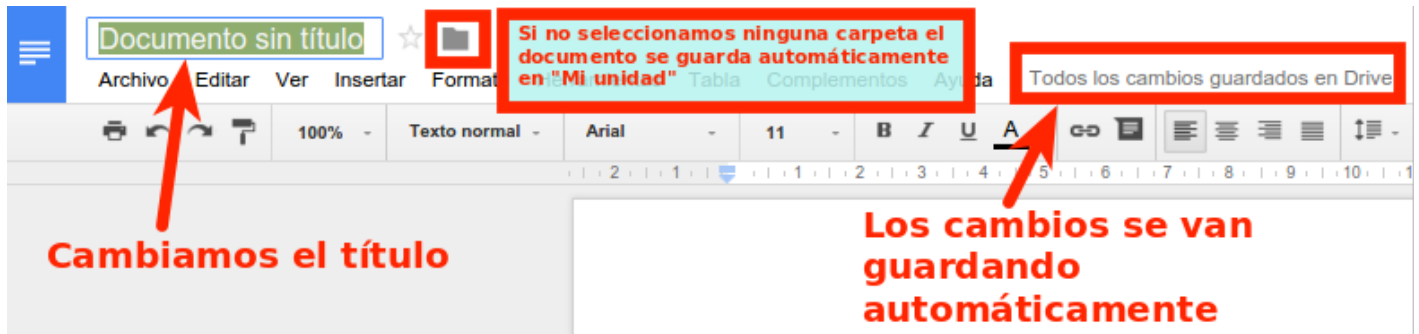 Documento sin título
Si no seleccionamos ninguna carpeta el
documento se guarda automáticamente
en "Mi unidad"
Archivo Editar Ver Insertar Format Tabla Complementos Ayuda Todos los cambios guardados en Drive
100% Texto normal Arial 11 B I U A
2 1 1 2 3 4 5 6 7 8 9 10 1
Cambiamos el título
Los cambios se van
guardando
automáticamente